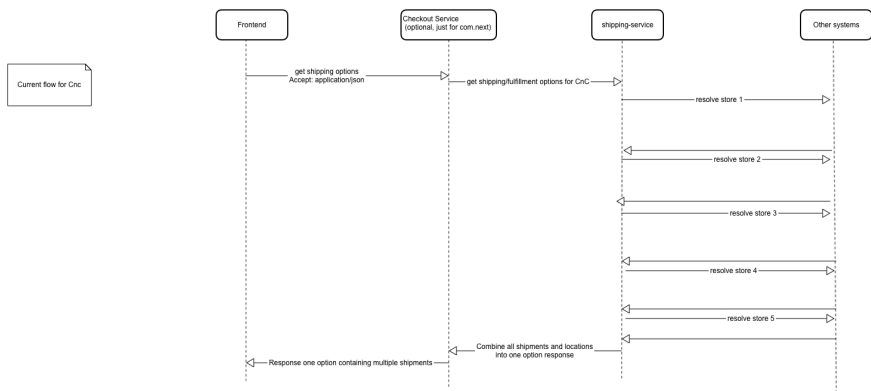 Frontend
Checkout Service
(optional, just for com.next)
shipping-service
Other systems
Current flow for Cnc
get shipping options
Accept: application/json
get shipping/fulfillment options for CnC
resolve store 1
resolve store 2
resolve store 3
resolve store 4
resolve store 5
Combine all shipments and locations
into one option response
Response one option containing multiple shipments